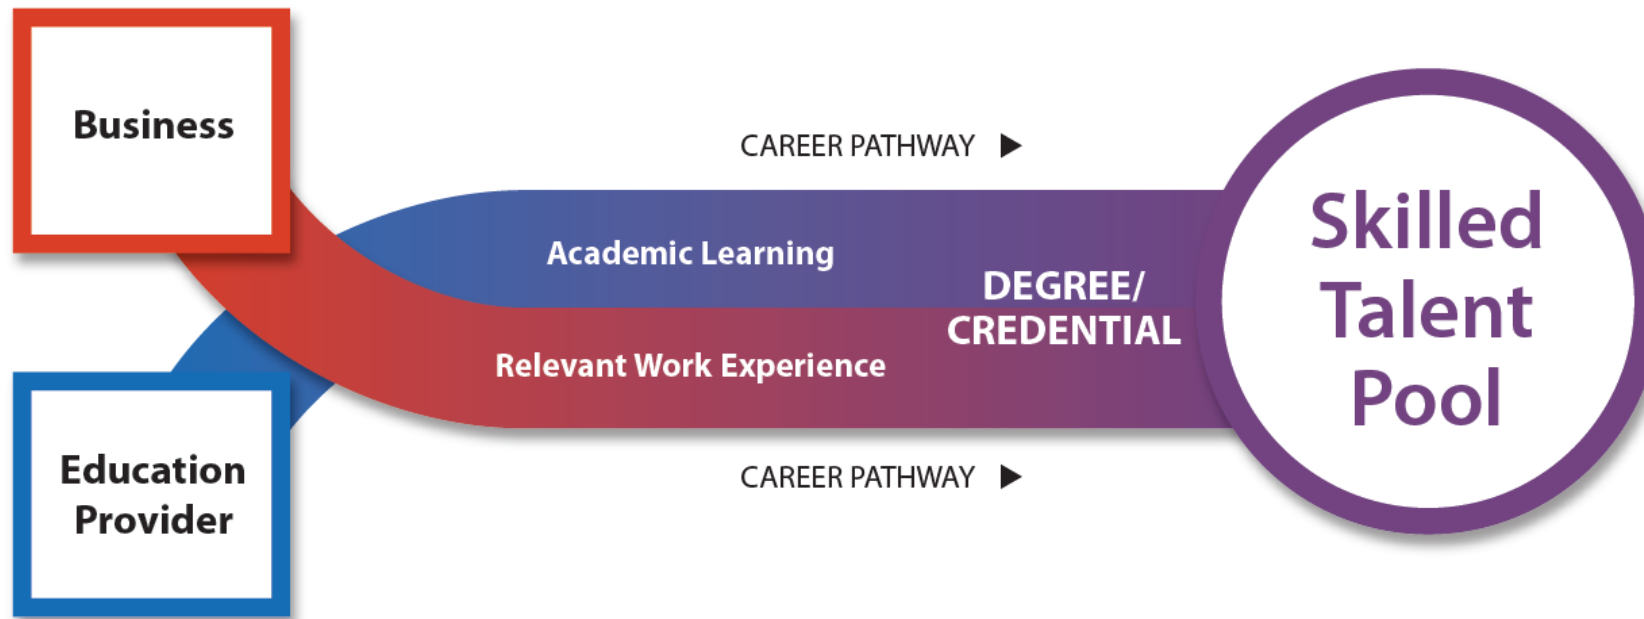 Business
CAREER PATHWAY ▶
Academic Learning
DEGREE/
CREDENTIAL
Relevant Work Experience
CAREER PATHWAY ▶
Education
Provider
Skilled
Talent
Pool